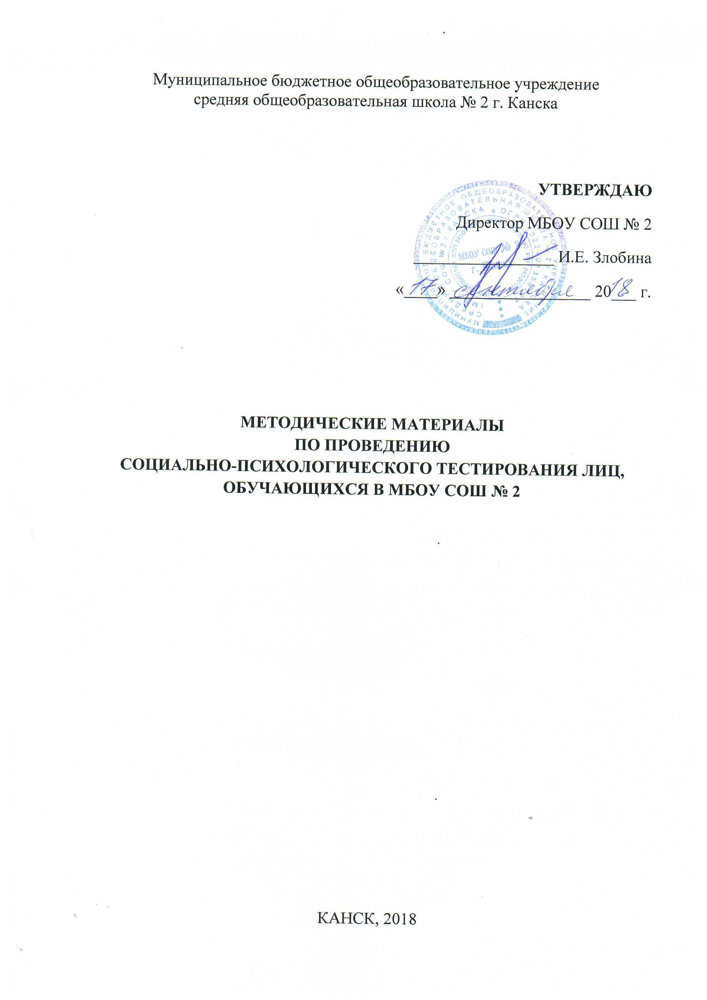 Муниципальное бюджетное общеобразовательное учреждение
средняя общеобразовательная школа № 2 г. Канска
УТВЕРЖДАЮ
Директор МБОУ СОШ № 2
И.Е. Злобина
«17» сентября 2018 г.
МБОУ СОШ №
МЕТОДИЧЕСКИЕ МАТЕРИАЛЫ
ПО ПРОВЕДЕНИЮ
СОЦИАЛЬНО-ПСИХОЛОГИЧЕСКОГО ТЕСТИРОВАНИЯ ЛИЦ,
ОБУЧАЮЩИХСЯ В МБОУ СОШ № 2
КАНСК, 2018